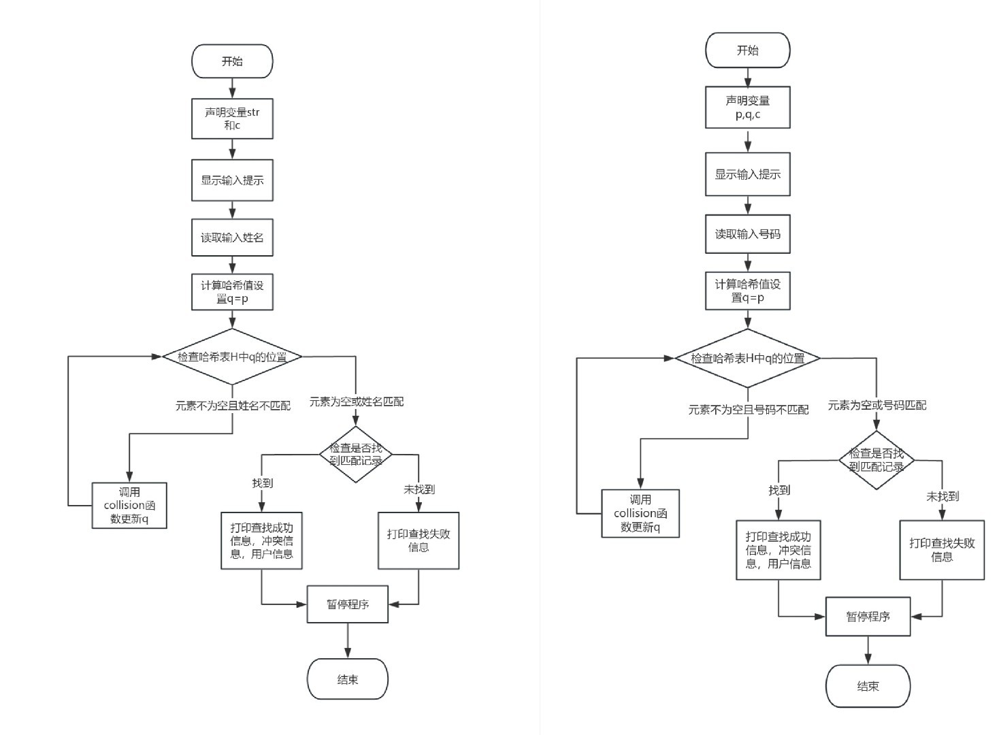 开始
声明变量str
和c
显示输入提示
读取输入姓名
计算哈希值设
置q=p
检查哈希表H中q的位置
元素不为空且姓名不匹配
元素为空或姓名匹配
检查是否找
到匹配记录
找到
未找到
调用
collision函
数更新q
打印查找成功
信息，冲突信
息，用户信息
打印查找失败
信息
暂停程序
结束
开始
声明变量
p,q,c
显示输入提示
读取输入号码
计算哈希值设
置q=p
检查哈希表H中q的位置
元素不为空且号码不匹配
元素为空或号码匹配
检查是否找
到匹配记录
找到
未找到
调用
collision函
数更新q
打印查找成功
信息，冲突信
息，用户信息
打印查找失败
信息
暂停程序
结束